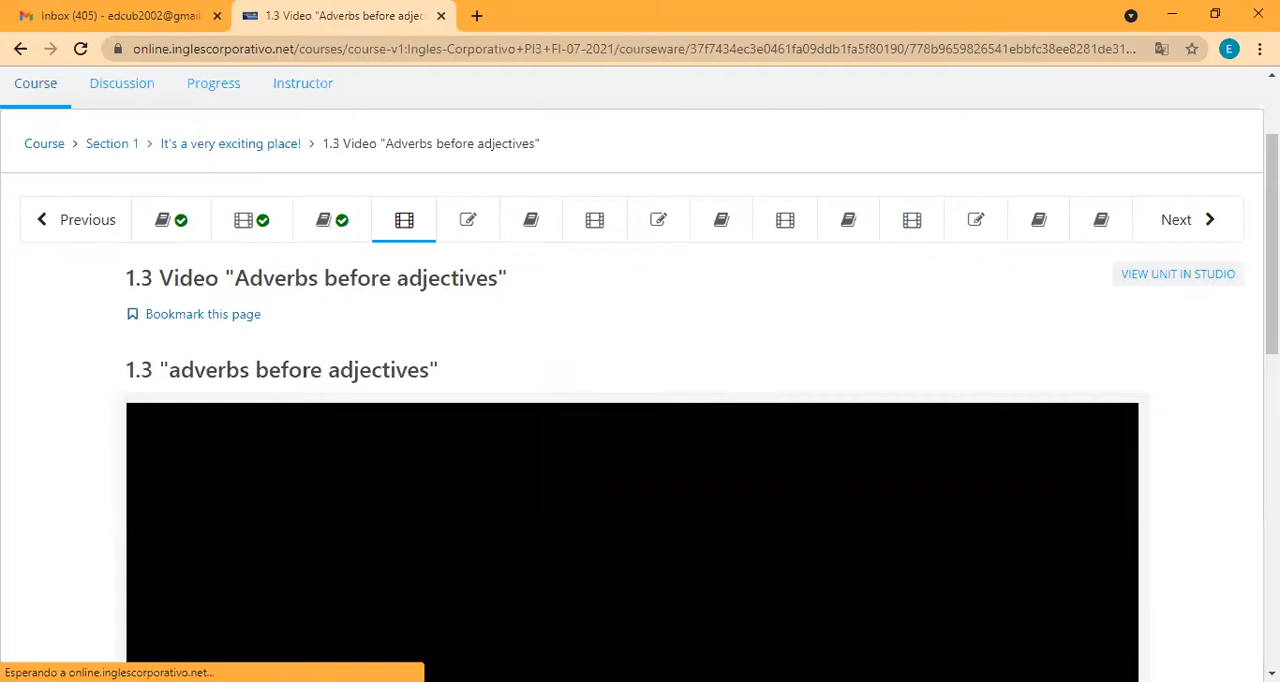 Inbox (405) - edcub2002@gmai
1.3 Video "Adverbs before adjec
online.inglescorporativo.net/courses/course-v1:Ingles-Corporativo+PI3+FI-07-2021/courseware/37f7434ec3e0461fa09ddb1fa5f80190/778b9659826541ebbfc38ee8281de31...
E
Course Discussion Progress Instructor
Course > Section 1 > It's a very exciting place! > 1.3 Video "Adverbs before adjectives"
Previous
Next
1.3 Video "Adverbs before adjectives"
VIEW UNIT IN STUDIO
Bookmark this page
1.3 "adverbs before adjectives"
Esperando a online.inglescorporativo.net...